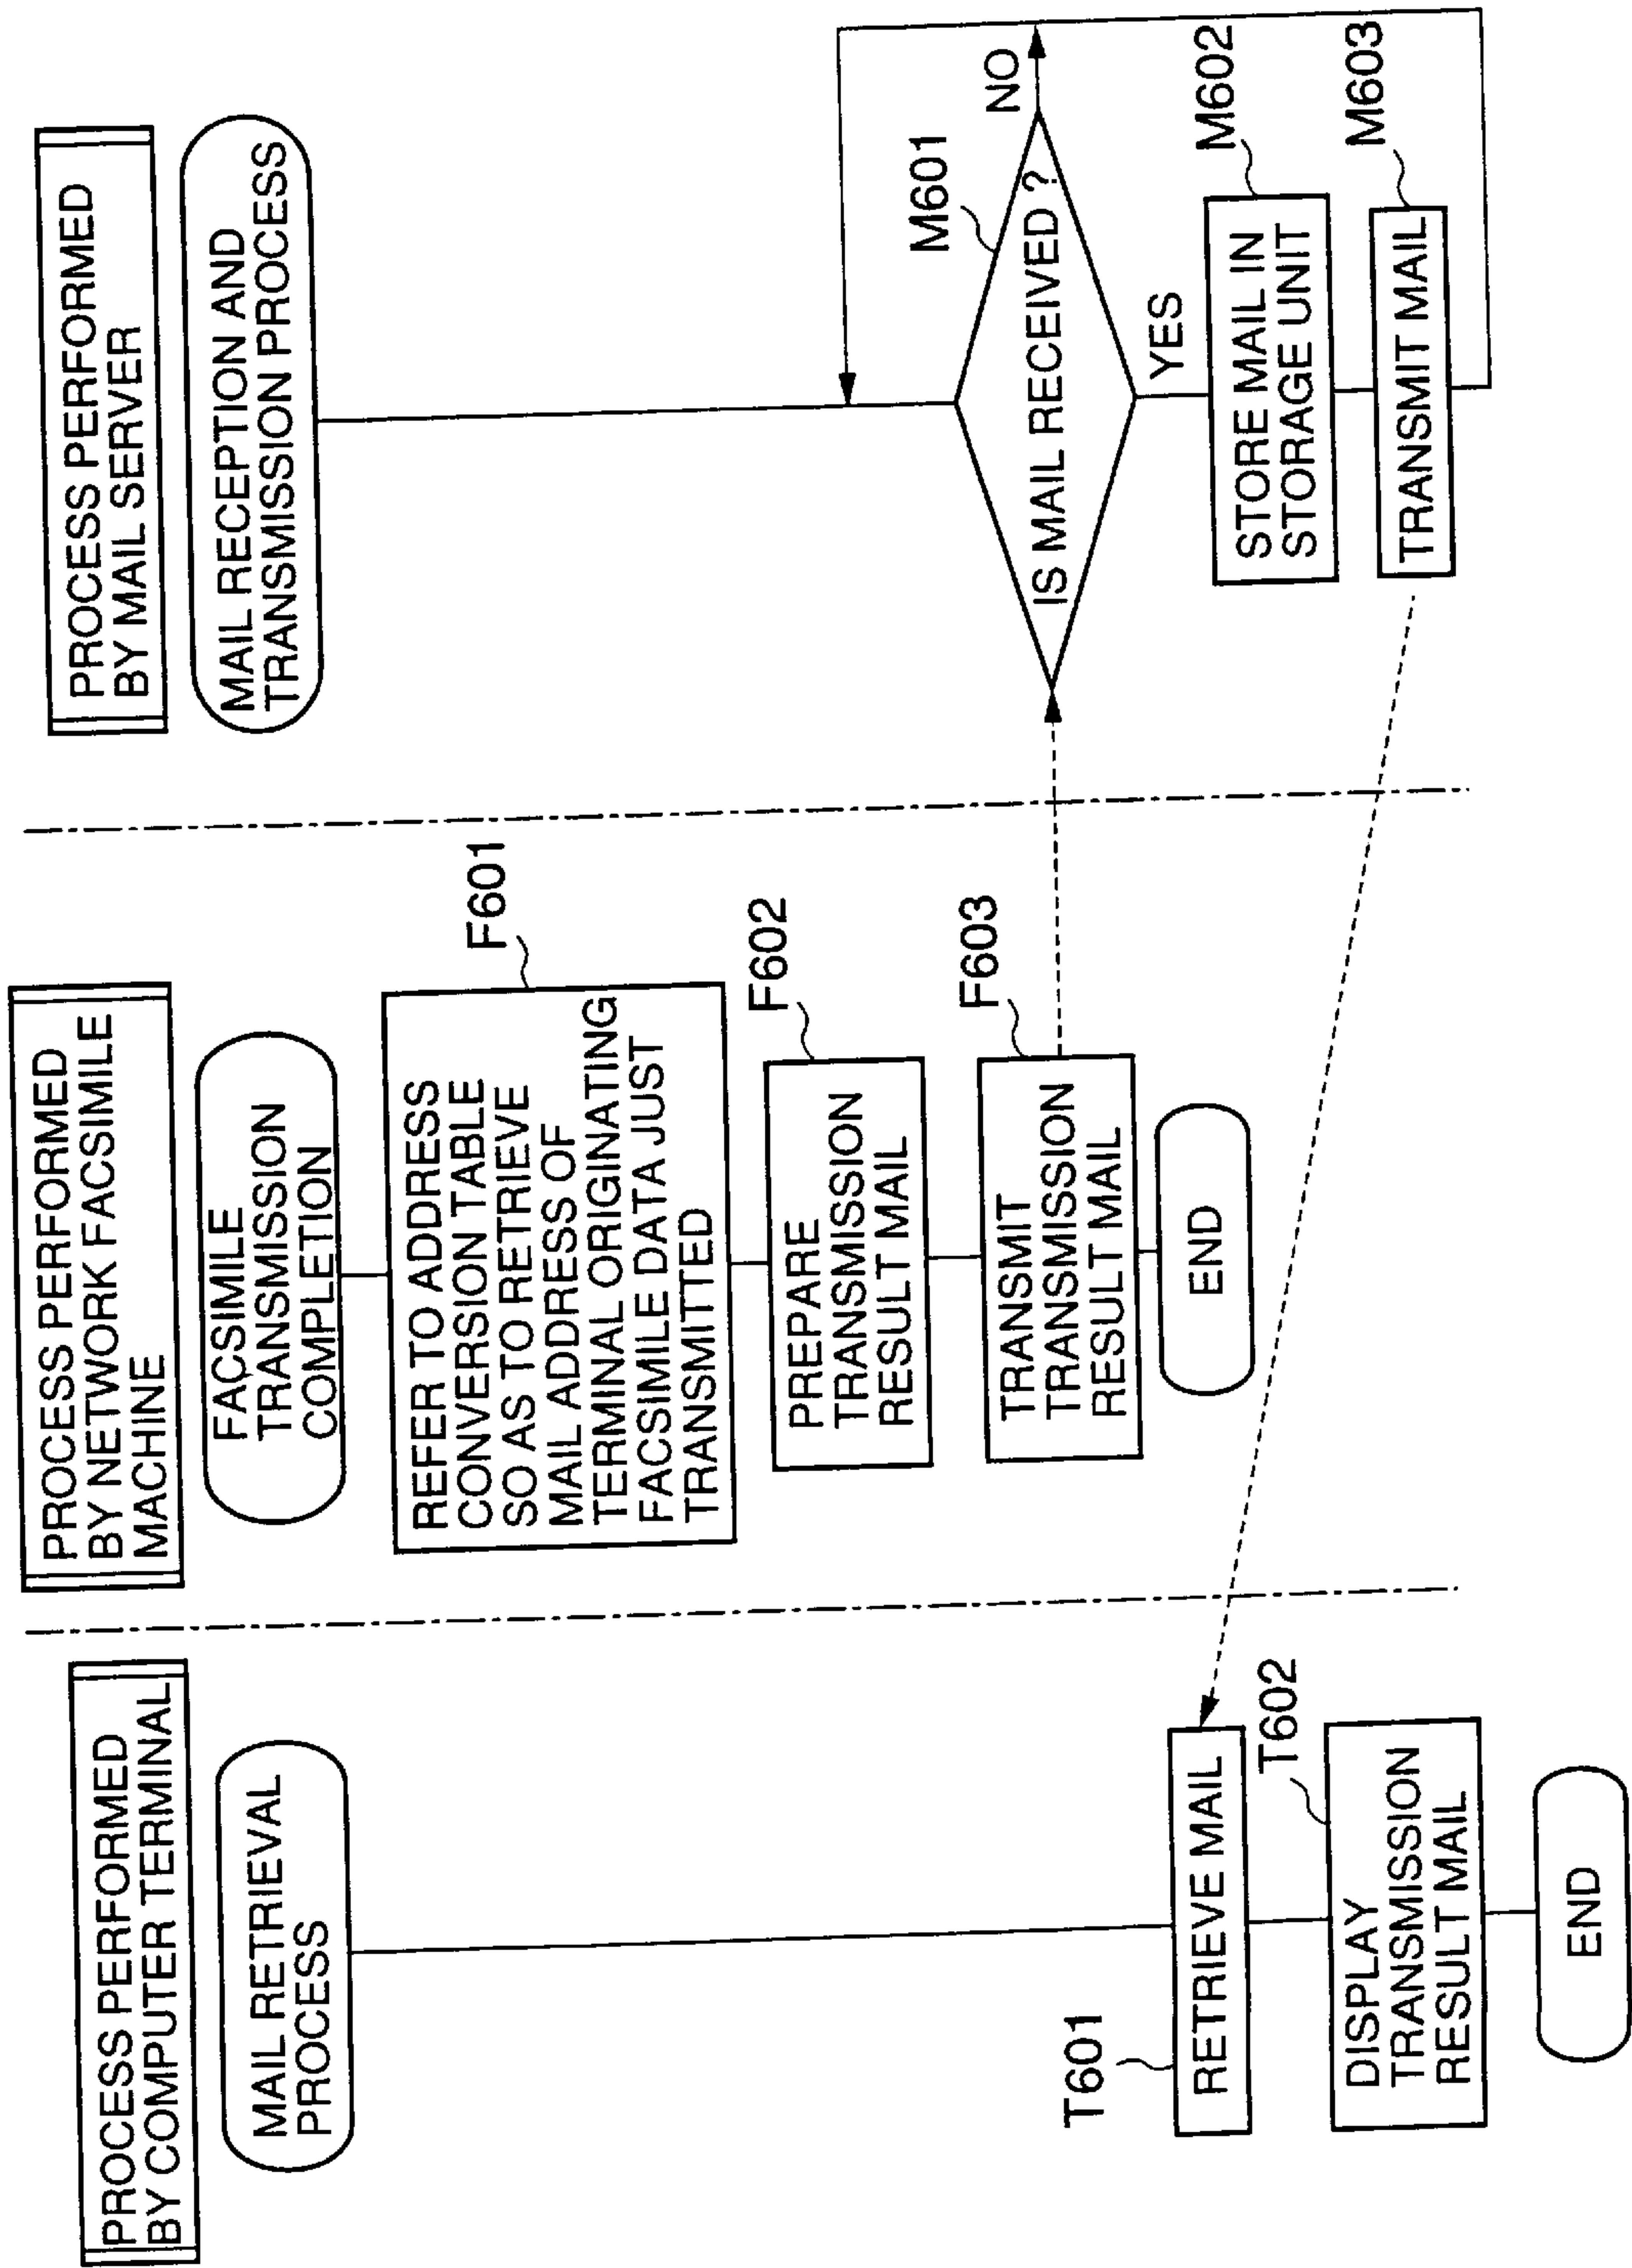 PROCESS PERFORMED
BY COMPUTER TERMINAL
MAIL RETRIEVAL
PROCESS
T601
RETRIEVE MAIL
T602
DISPLAY
TRANSMISSION
RESULT MAIL
END
PROCESS PERFORMED
BY NETWORK FACSIMILE
MACHINE
FACSIMILE
TRANSMISSION
COMPLETION
F601
REFER TO ADDRESS
CONVERSION TABLE
SO AS TO RETRIEVE
MAIL ADDRESS OF
TERMINAL ORIGINATING
FACSIMILE DATA JUST
TRANSMITTED
F602
PREPARE
TRANSMISSION
RESULT MAIL
F603
TRANSMIT
TRANSMISSION
RESULT MAIL
END
PROCESS PERFORMED
BY MAIL SERVER
MAIL RECEPTION AND
TRANSMISSION PROCESS
M601
IS MAIL RECEIVED ?
NO
YES
M602
STORE MAIL IN
STORAGE UNIT
M603
TRANSMIT MAIL